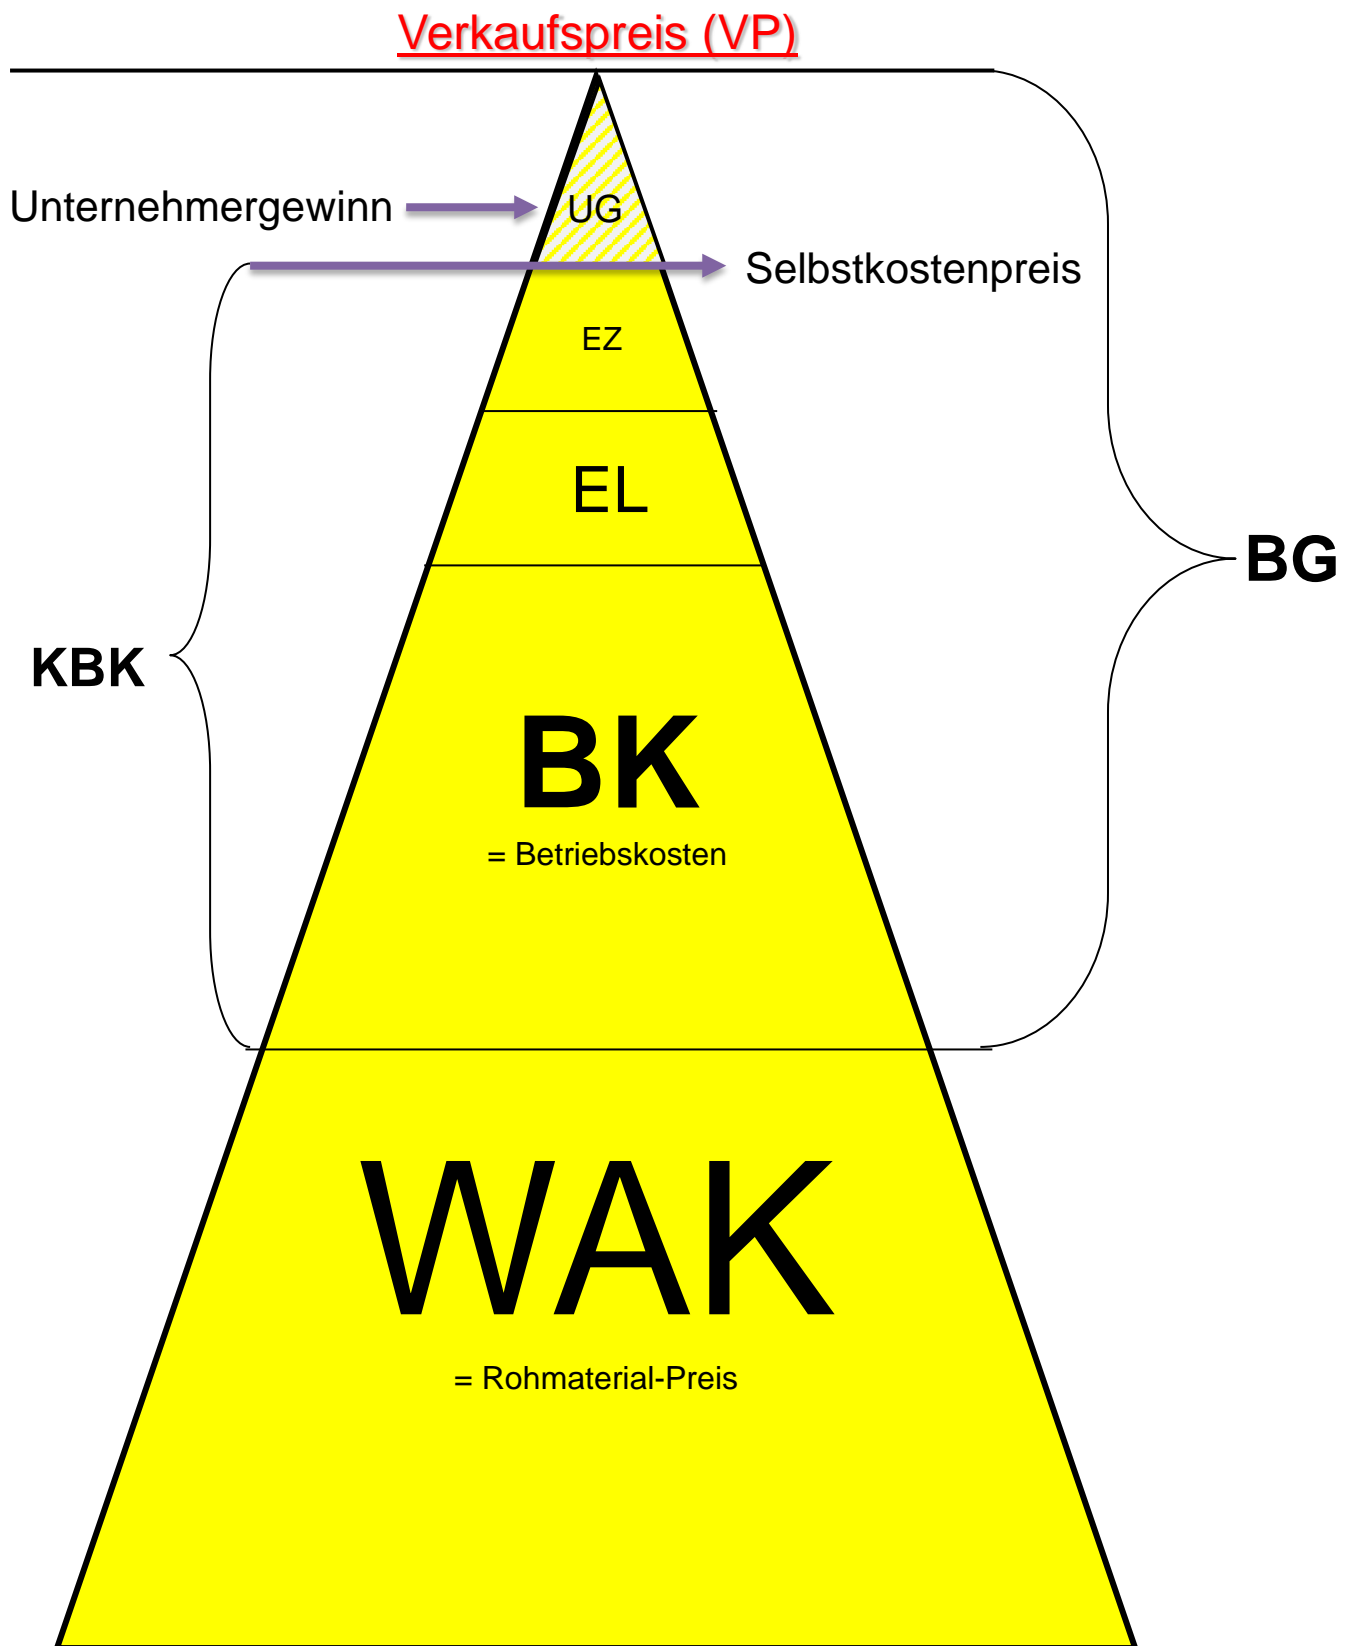 Verkaufspreis (VP)
Unternehmergewinn
UG
Selbstkostenpreis
EZ
EL
BG
KBK
BK
= Betriebskosten
WAK
= Rohmaterial-Preis